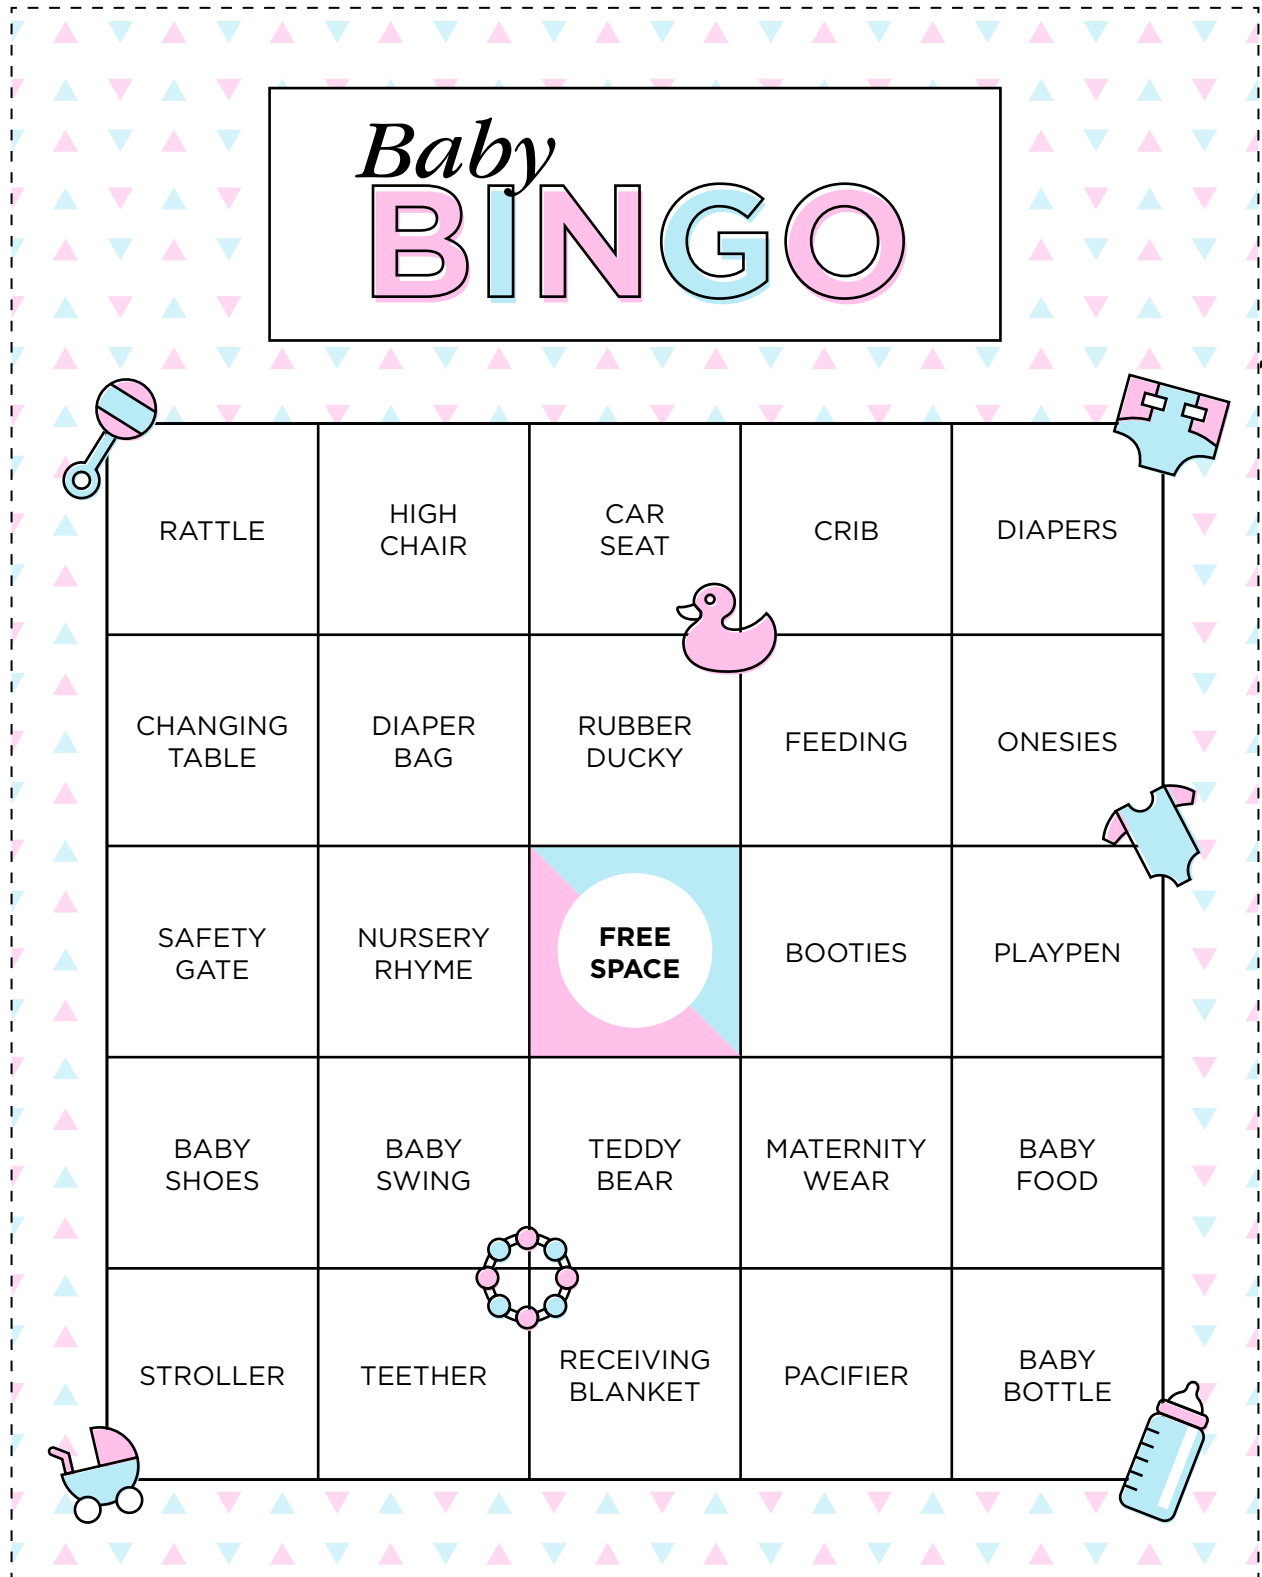 Baby
BINGO
RATTLE
HIGH
CHAIR
CAR
SEAT
CRIB
DIAPERS
CHANGING
TABLE
DIAPER
BAG
RUBBER
DUCKY
FEEDING
ONESIES
SAFETY
GATE
NURSERY
RHYME
FREE
SPACE
BOOTIES
PLAYPEN
BABY
SHOES
BABY
SWING
TEDDY
BEAR
MATERNITY
WEAR
BABY
FOOD
STROLLER
TEETHER
RECEIVING
BLANKET
PACIFIER
BABY
BOTTLE